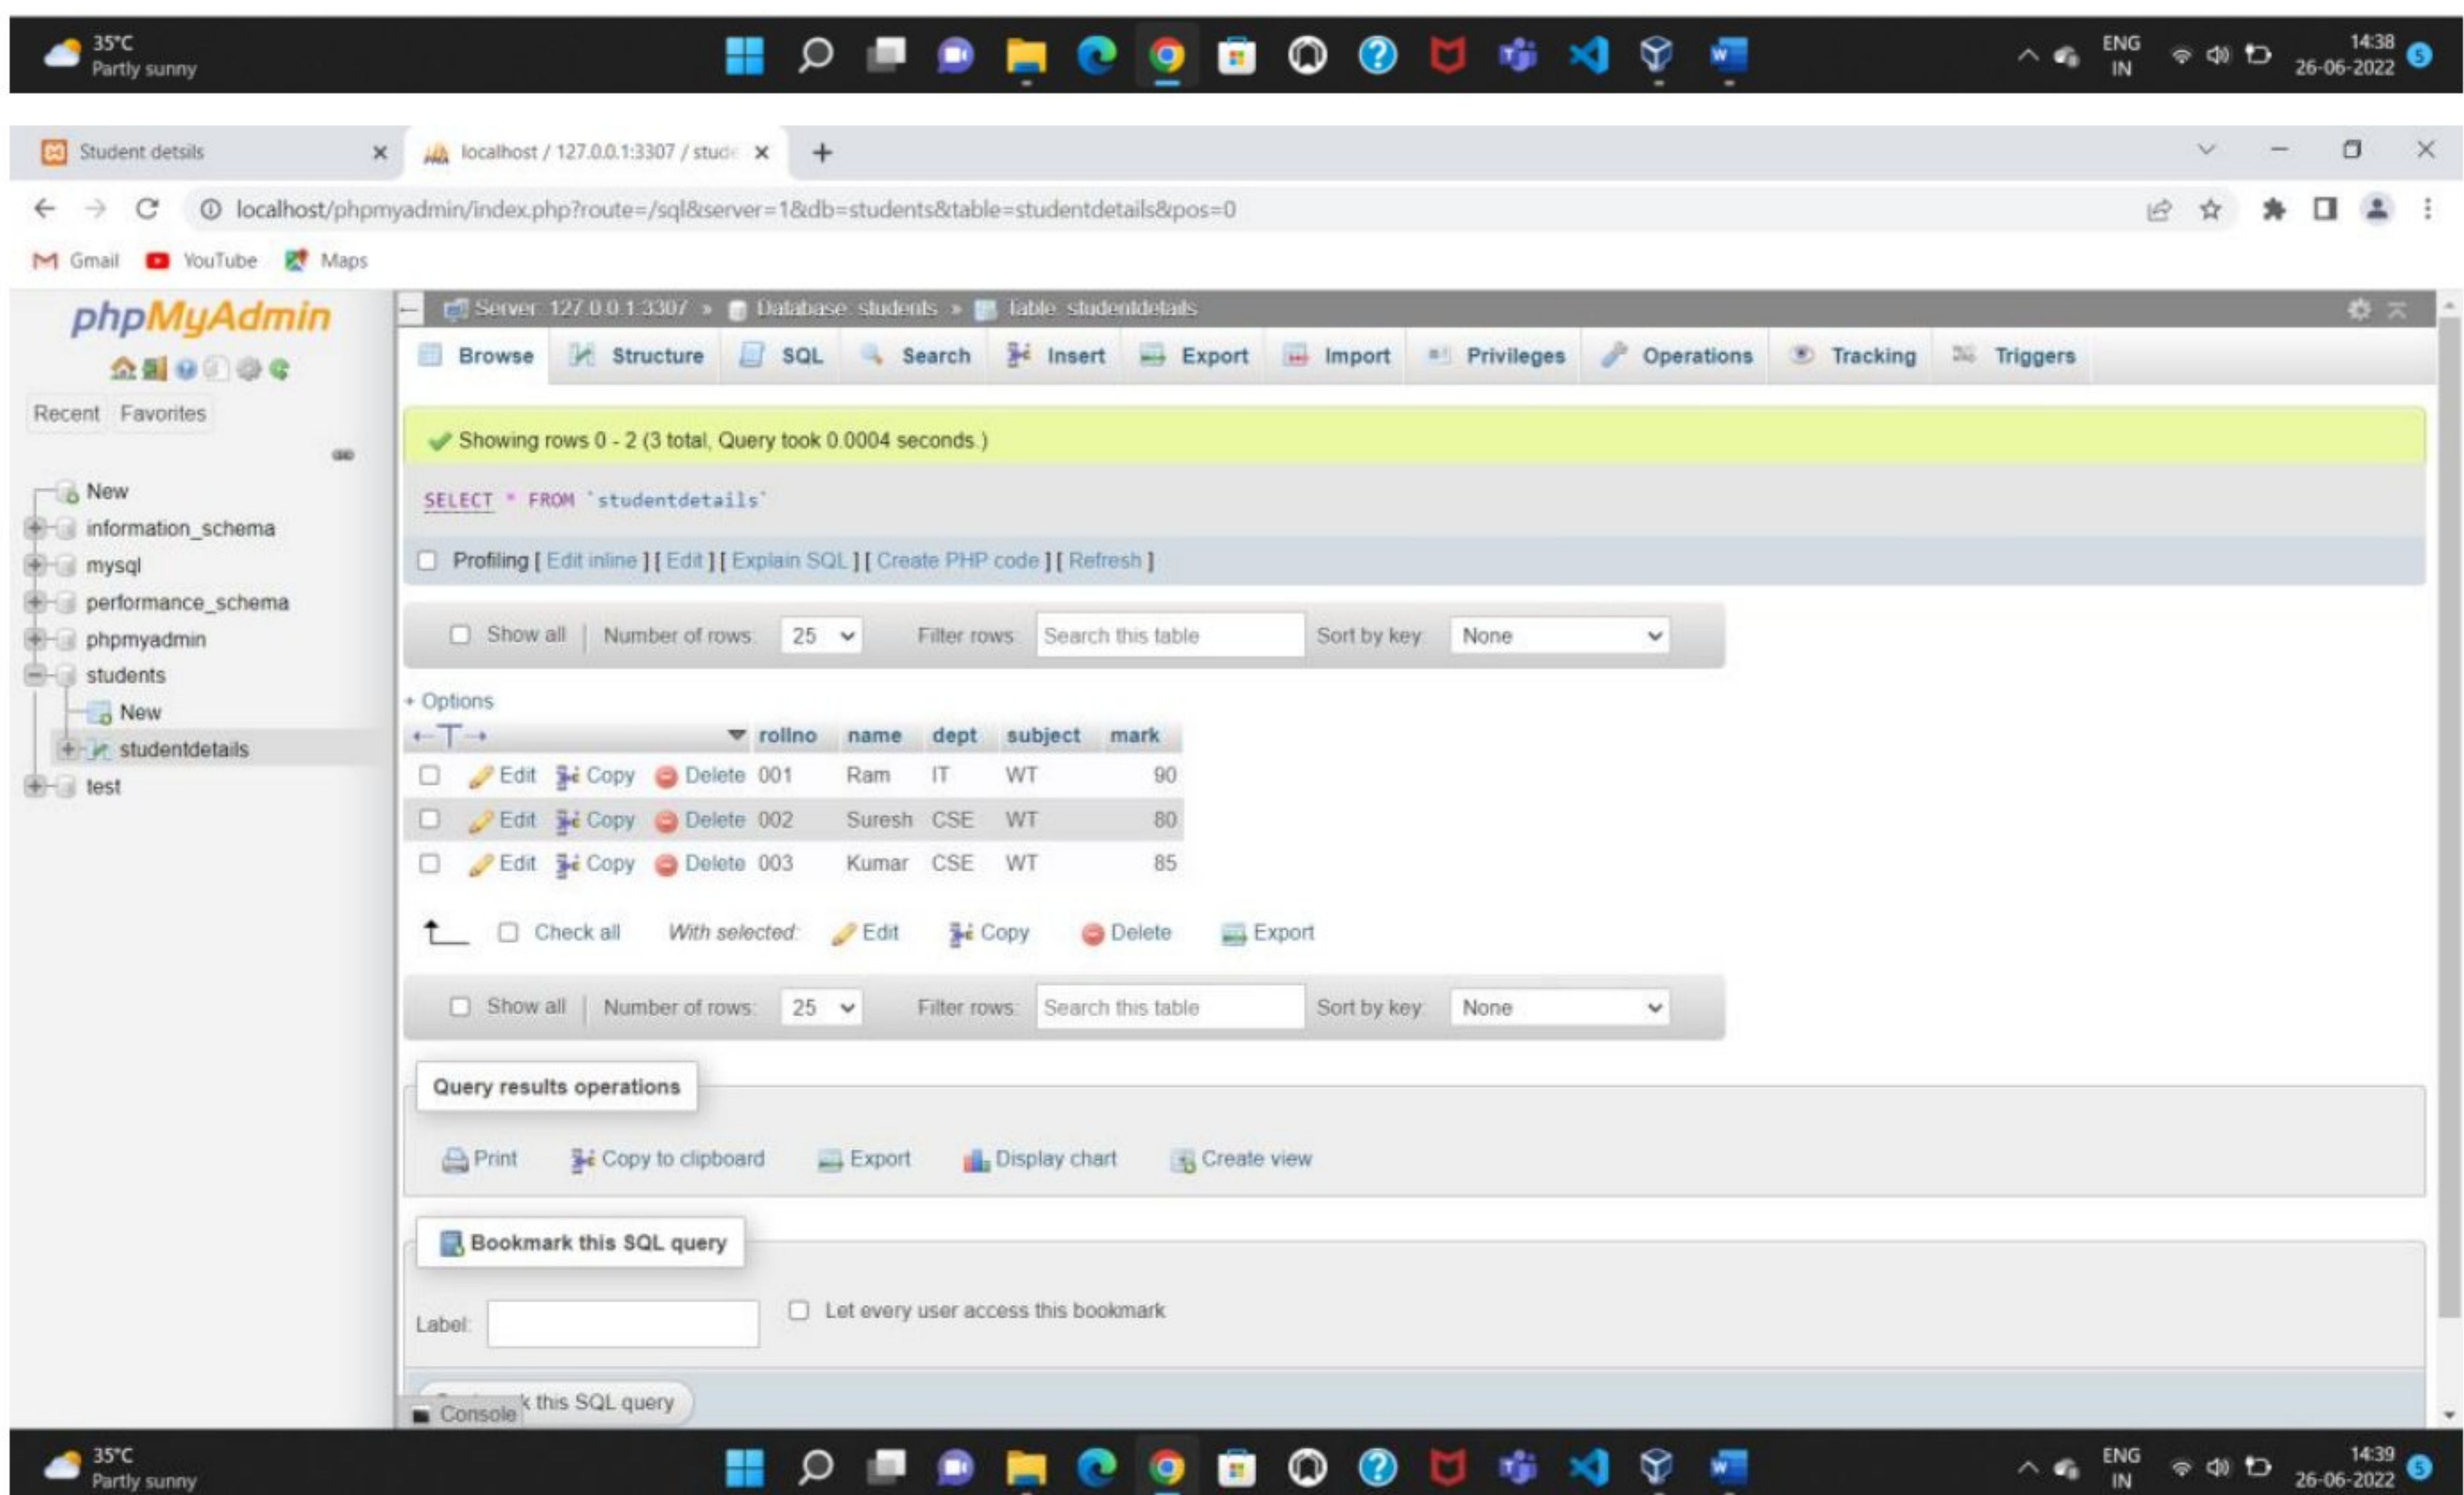 35°C
Partly sunny
ENG
IN
14:38
26-06-2022
5
Student detsils
localhost / 127.0.0.1:3307 / stude
localhost/phpmyadmin/index.php?route=/sql&server=1&db=students&table=studentdetails&pos=0
Gmail YouTube Maps
phpMyAdmin
Recent Favorites
New
information_schema
mysql
performance_schema
phpmyadmin
students
New
studentdetails
test
Server: 127.0.0.1:3307 » Database: students » Table: studentdetails
Browse Structure SQL Search Insert Export Import Privileges Operations Tracking Triggers
Showing rows 0 - 2 (3 total, Query took 0.0004 seconds.)
SELECT * FROM `studentdetails`
Profiling [ Edit inline ] [ Edit ] [ Explain SQL ] [ Create PHP code ] [ Refresh ]
Show all Number of rows: 25 Filter rows: Search this table Sort by key: None
+ Options
←T→ rollno name dept subject mark
Edit Copy Delete 001 Ram IT WT 90
Edit Copy Delete 002 Suresh CSE WT 80
Edit Copy Delete 003 Kumar CSE WT 85
Check all With selected: Edit Copy Delete Export
Show all Number of rows: 25 Filter rows: Search this table Sort by key: None
Query results operations
Print Copy to clipboard Export Display chart Create view
Bookmark this SQL query
Label: Let every user access this bookmark
this SQL query
Console
35°C
Partly sunny
ENG
IN
14:39
26-06-2022
5